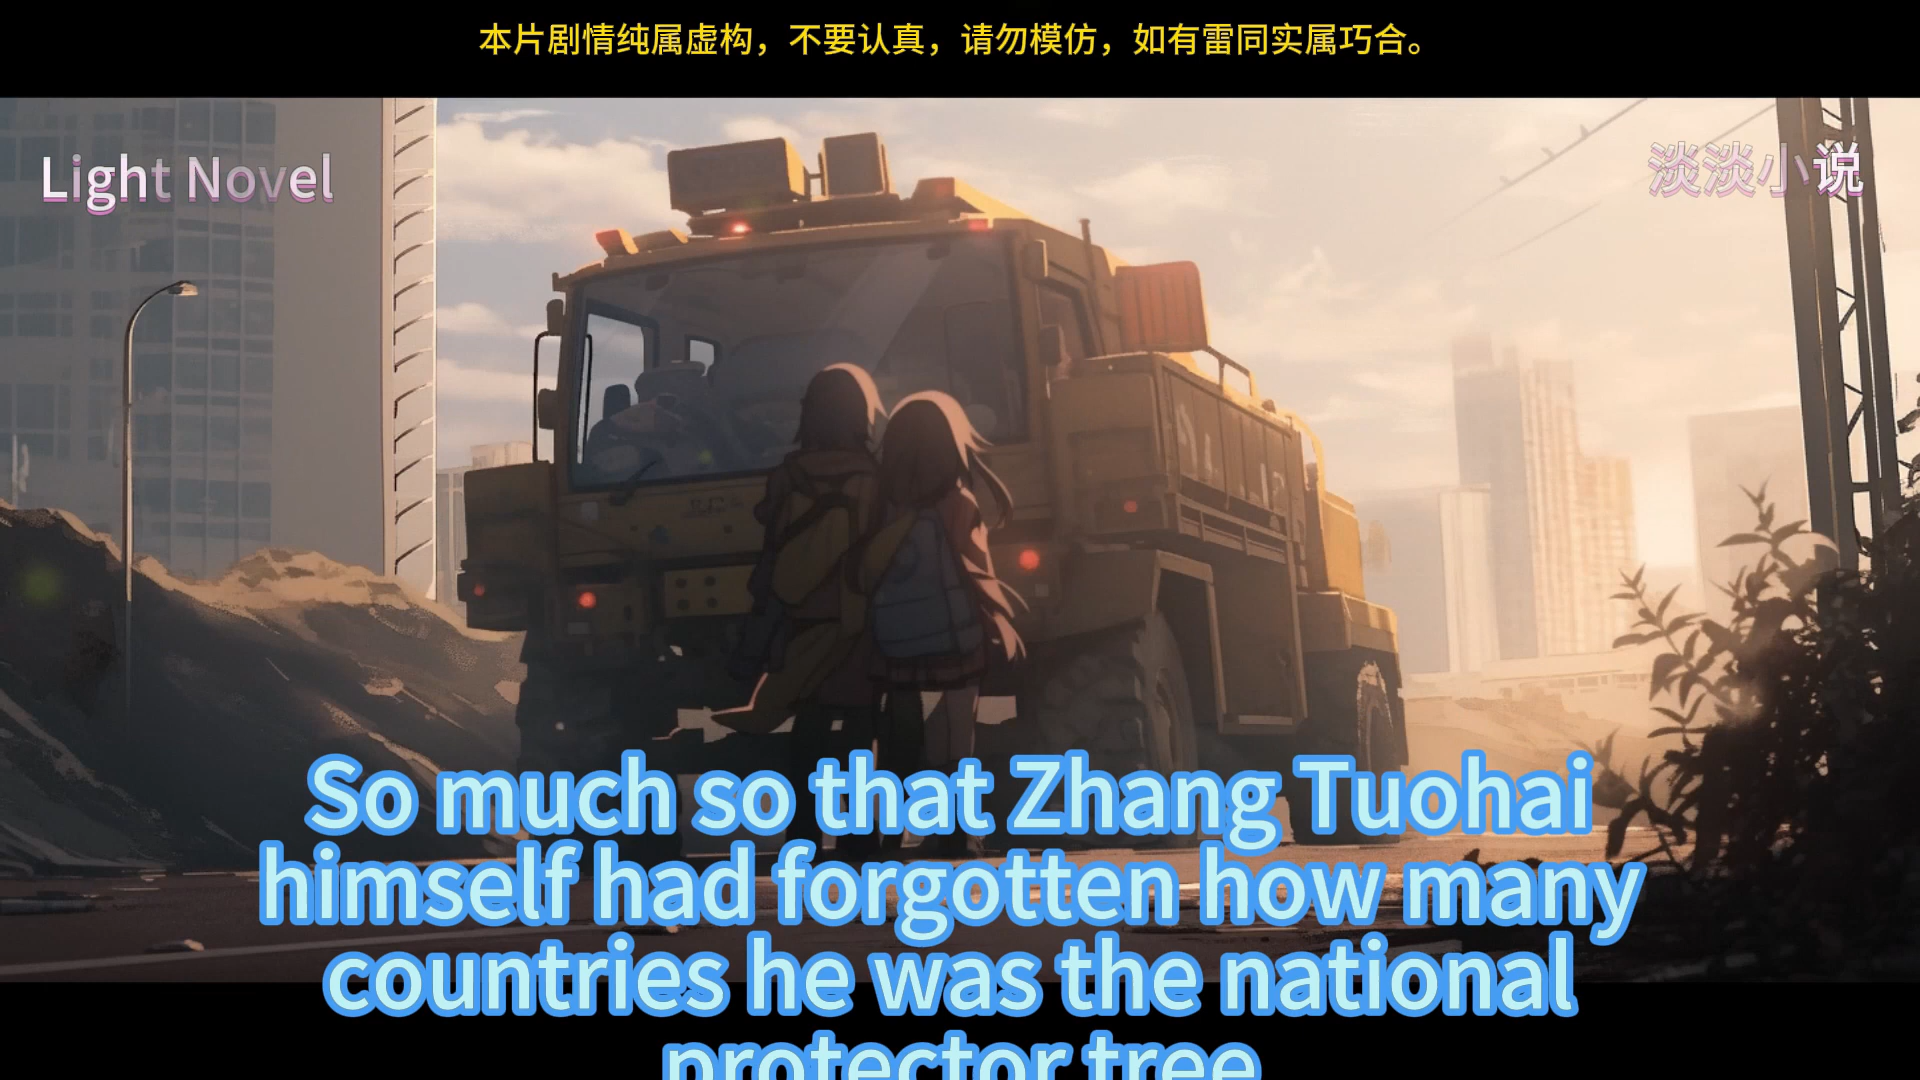 本片剧情纯属虚构，不要认真，请勿模仿，如有雷同实属巧合。
Light Novel
淡淡小说
So much so that Zhang Tuohai
himself had forgotten how many
countries he was the national
protector tree